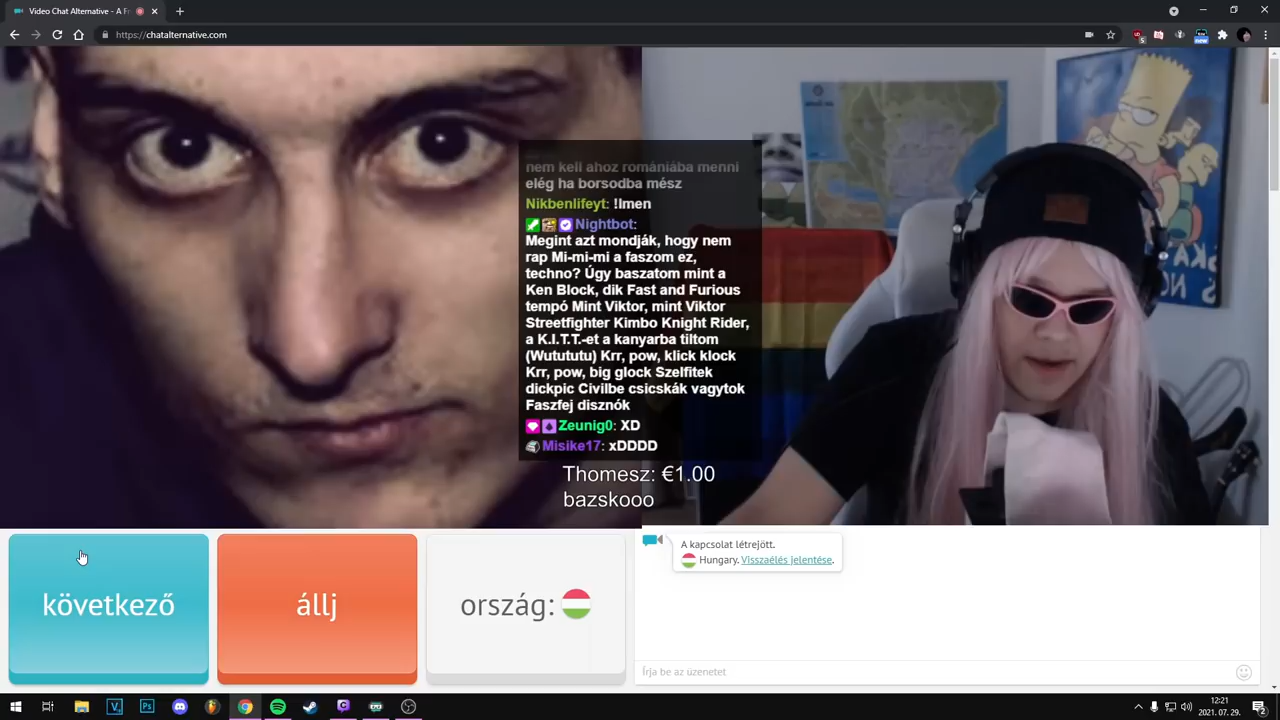 Video Chat Alternative - A F
https://chatalternative.com
nem kell ahoz romániába menni
elég ha borsodba mész
Nikbenlifeyt: !lmen
Nightbot:
Megint azt mondják, hogy nem
rap Mi-mi-mi a faszom ez,
techno? Úgy baszatom mint a
Ken Block, dik Fast and Furious
tempó Mint Viktor, mint Viktor
Streetfighter Kimbo Knight Rider,
a K.I.T.T.-et a kanyarba tiltom
(Wutututu) Krr, pow, klick klock
Krr, pow, big glock Szelfitek
dickpic Civilbe csicskák vagytok
Faszfej disznók
Zeunig0: XD
Misike17: xDDDD
Thomesz: €1.00
bazskooo
következő
állj
ország:
A kapcsolat létrejött.
Hungary. Visszaélés jelentése.
Írja be az üzenetet
12:21
2021. 07. 29.